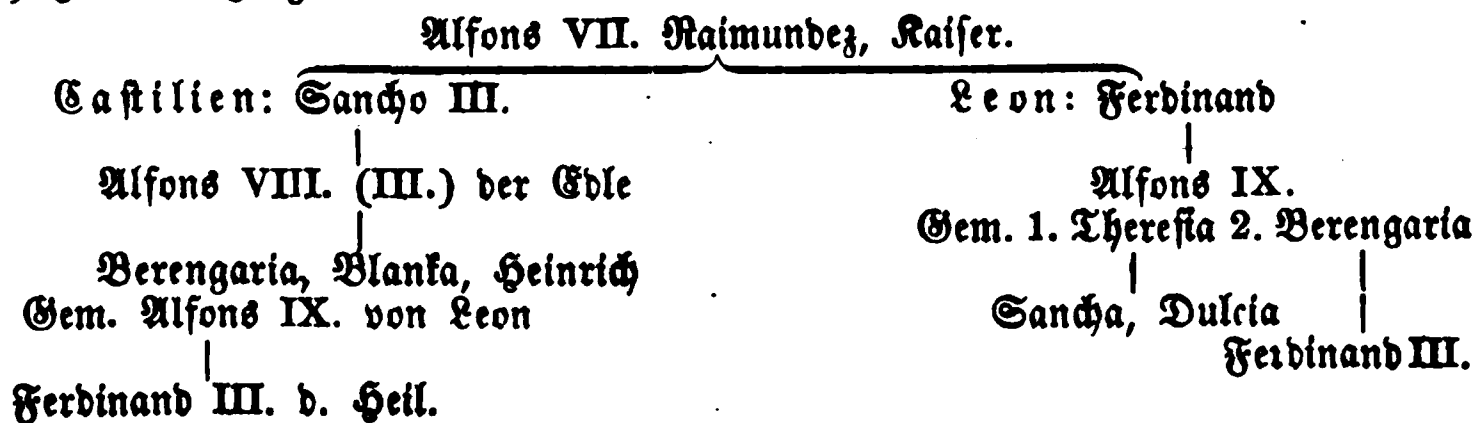 Alfons VII. Raimundez, Kaiser.
Castilien: Sancho III.
Leon: Ferdinand
Alfons VIII. (III.) der Edle
Alfons IX.
Gem. 1. Theresia 2. Berengaria
Berengaria, Blanka, Heinrich
Gem. Alfons IX. von Leon
Sancha, Dulcia
Ferdinand III.
Ferdinand III. d. Heil.